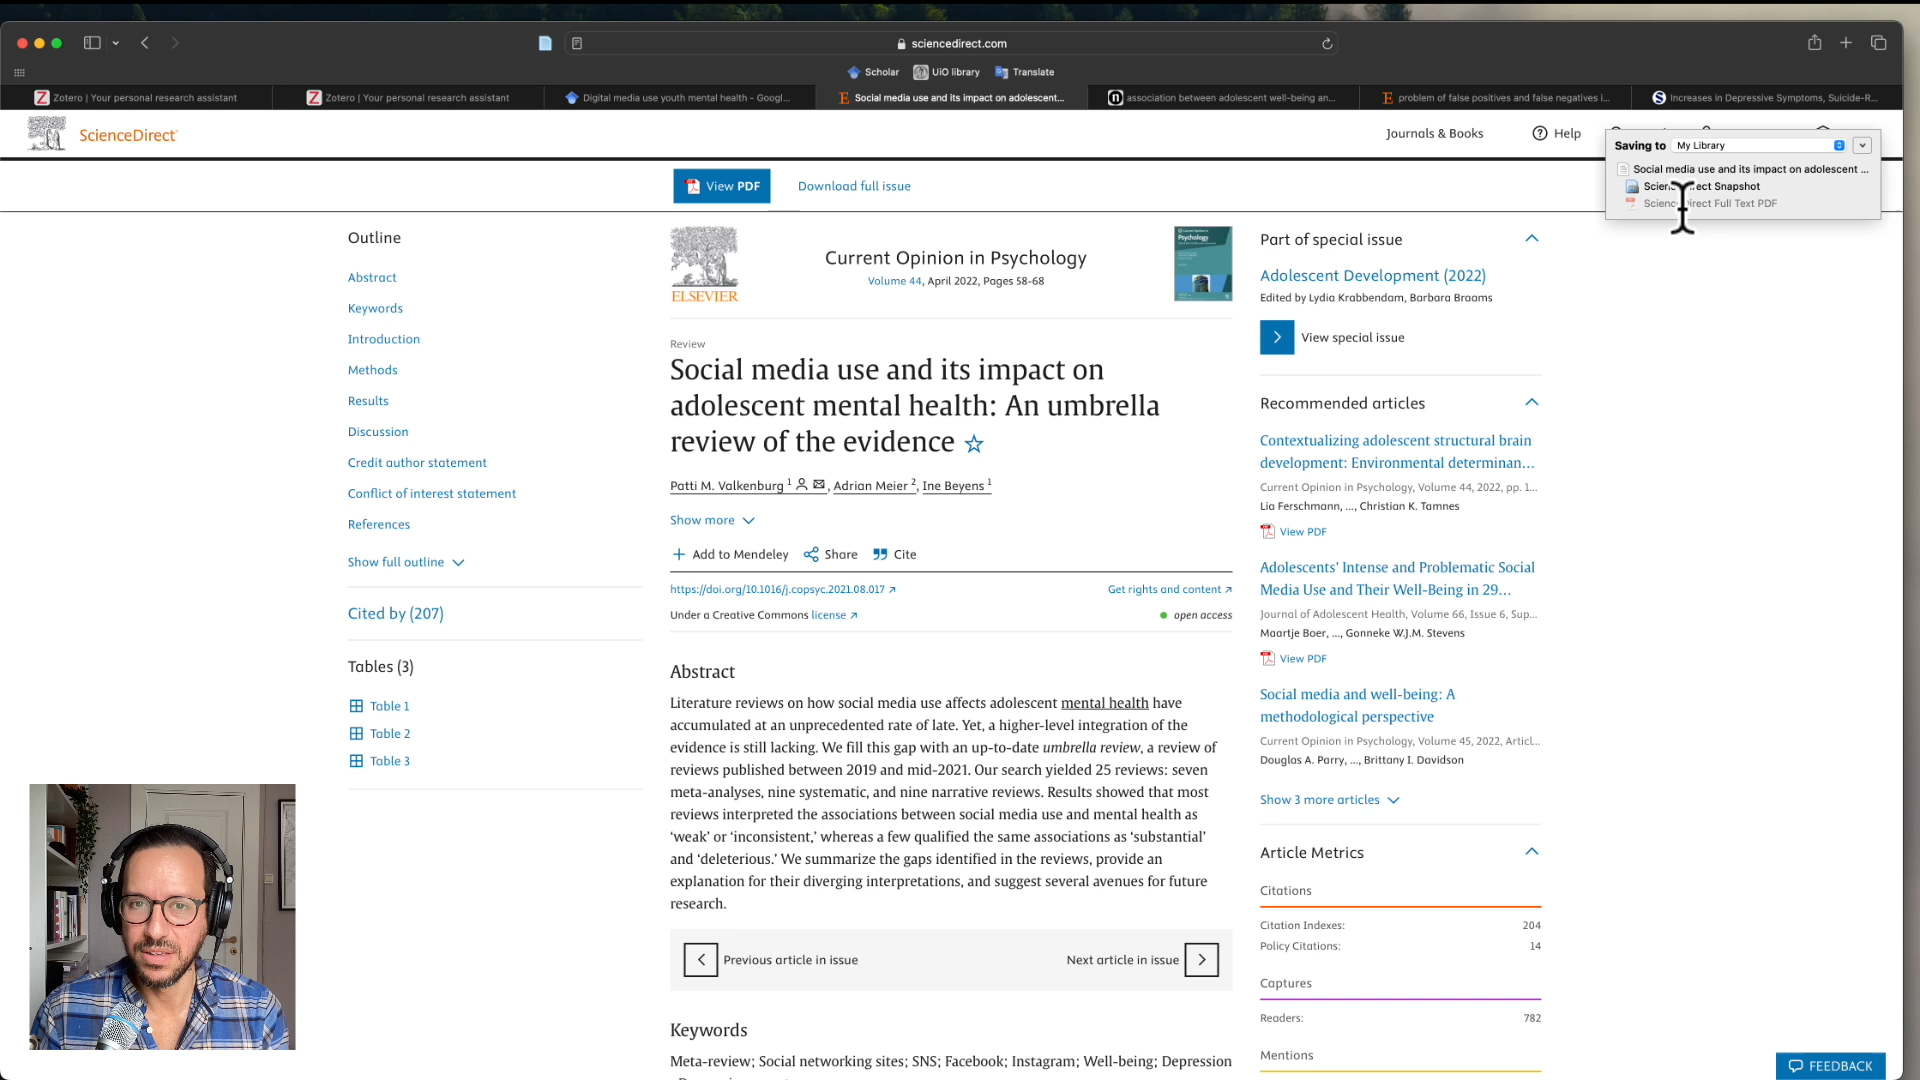 sciencedirect.com
Scholar
UiO library
Translate
Zotero | Your personal research assistant
Zotero | Your personal research assistant
Digital media use youth mental health - Googl...
Social media use and its impact on adolescent...
association between adolescent well-being an...
problem of false positives and false negatives i...
Increases in Depressive Symptoms, Suicide-R...
ScienceDirect
Journals & Books
Help
Saving to My Library
Social media use and its impact on adolescent ...
ect Snapshot
Direct Full Text PDF
View PDF
Download full issue
Outline
Abstract
Keywords
Introduction
Methods
Results
Discussion
Credit author statement
Conflict of interest statement
References
Show full outline
Cited by (207)
Tables (3)
Table 1
Table 2
Table 3
ELSEVIER
Current Opinion in Psychology
Volume 44, April 2022, Pages 58-68
Psychology
Review
Social media use and its impact on
adolescent mental health: An umbrella
review of the evidence
Patti M. Valkenburg 1, Adrian Meier 2, Ine Beyens 1
Show more
Add to Mendeley
Share
Cite
https://doi.org/10.1016/j.copsyc.2021.08.017
Get rights and content
Under a Creative Commons license
open access
Abstract
Literature reviews on how social media use affects adolescent mental health have
accumulated at an unprecedented rate of late. Yet, a higher-level integration of the
evidence is still lacking. We fill this gap with an up-to-date umbrella review, a review of
reviews published between 2019 and mid-2021. Our search yielded 25 reviews: seven
meta-analyses, nine systematic, and nine narrative reviews. Results showed that most
reviews interpreted the associations between social media use and mental health as
‘weak’ or ‘inconsistent,’ whereas a few qualified the same associations as ‘substantial’
and ‘deleterious.’ We summarize the gaps identified in the reviews, provide an
explanation for their diverging interpretations, and suggest several avenues for future
research.
Previous article in issue
Next article in issue
Keywords
Meta-review; Social networking sites; SNS; Facebook; Instagram; Well-being; Depression
Part of special issue
Adolescent Development (2022)
Edited by Lydia Krabbendam, Barbara Braams
View special issue
Recommended articles
Contextualizing adolescent structural brain
development: Environmental determinan...
Current Opinion in Psychology, Volume 44, 2022, pp. 1...
Lia Ferschmann, ..., Christian K. Tamnes
View PDF
Adolescents’ Intense and Problematic Social
Media Use and Their Well-Being in 29...
Journal of Adolescent Health, Volume 66, Issue 6, Sup...
Maartje Boer, ..., Gonneke W.J.M. Stevens
View PDF
Social media and well-being: A
methodological perspective
Current Opinion in Psychology, Volume 45, 2022, Articl...
Douglas A. Parry, ..., Brittany I. Davidson
Show 3 more articles
Article Metrics
Citations
Citation Indexes: 204
Policy Citations: 14
Captures
Readers: 782
Mentions
FEEDBACK